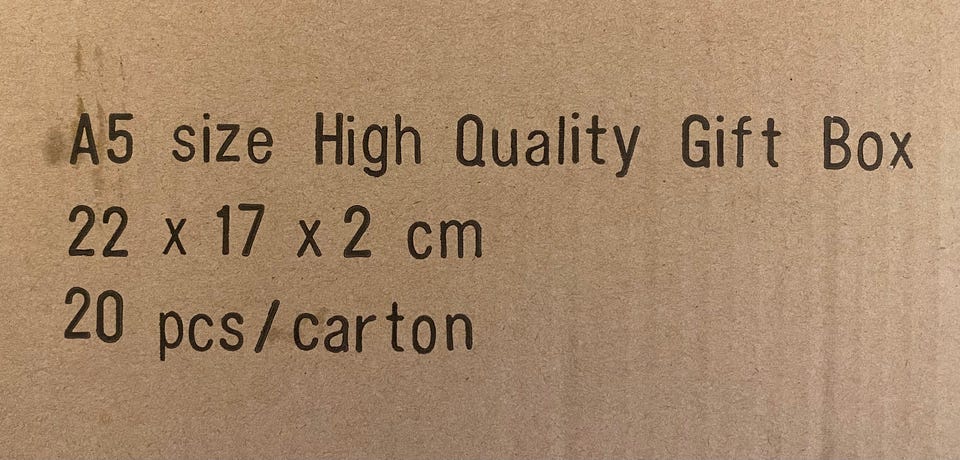 A5 size High Quality Gift Box
22 x 17 x 2 cm
20 pcs/carton